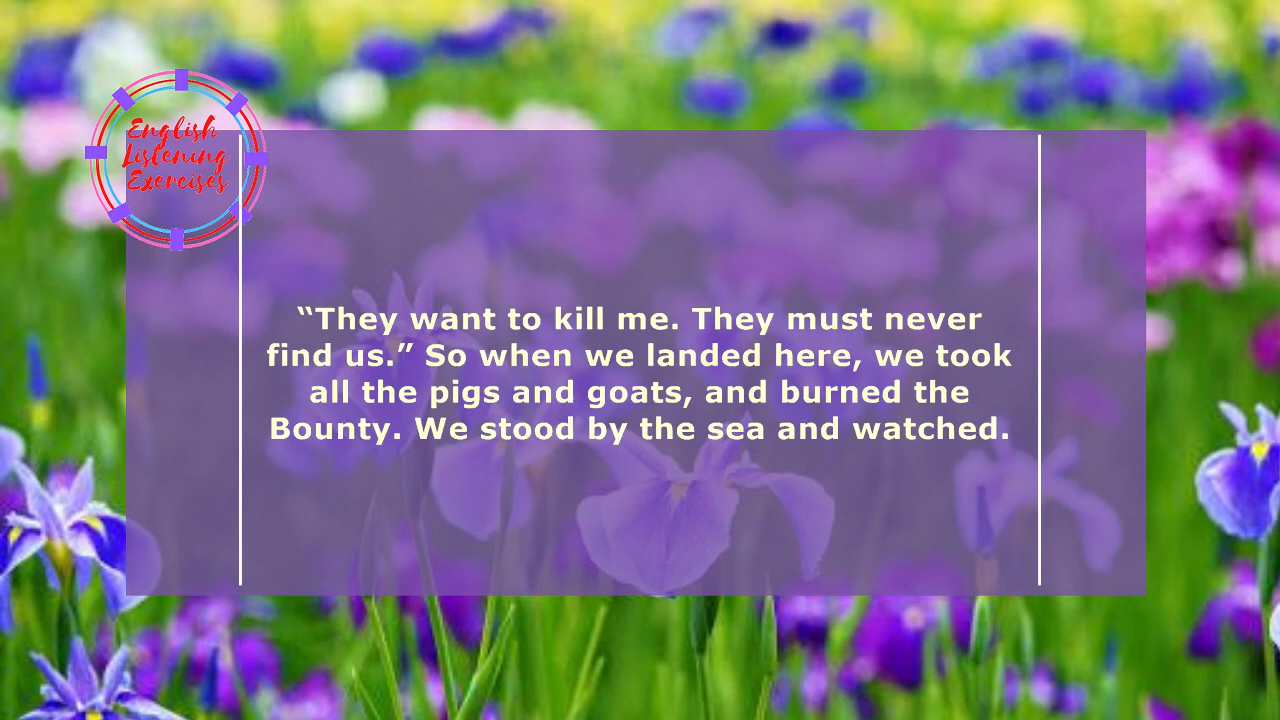 English
Listening
Exercises
“They want to kill me. They must never
find us.” So when we landed here, we took
all the pigs and goats, and burned the
Bounty. We stood by the sea and watched.